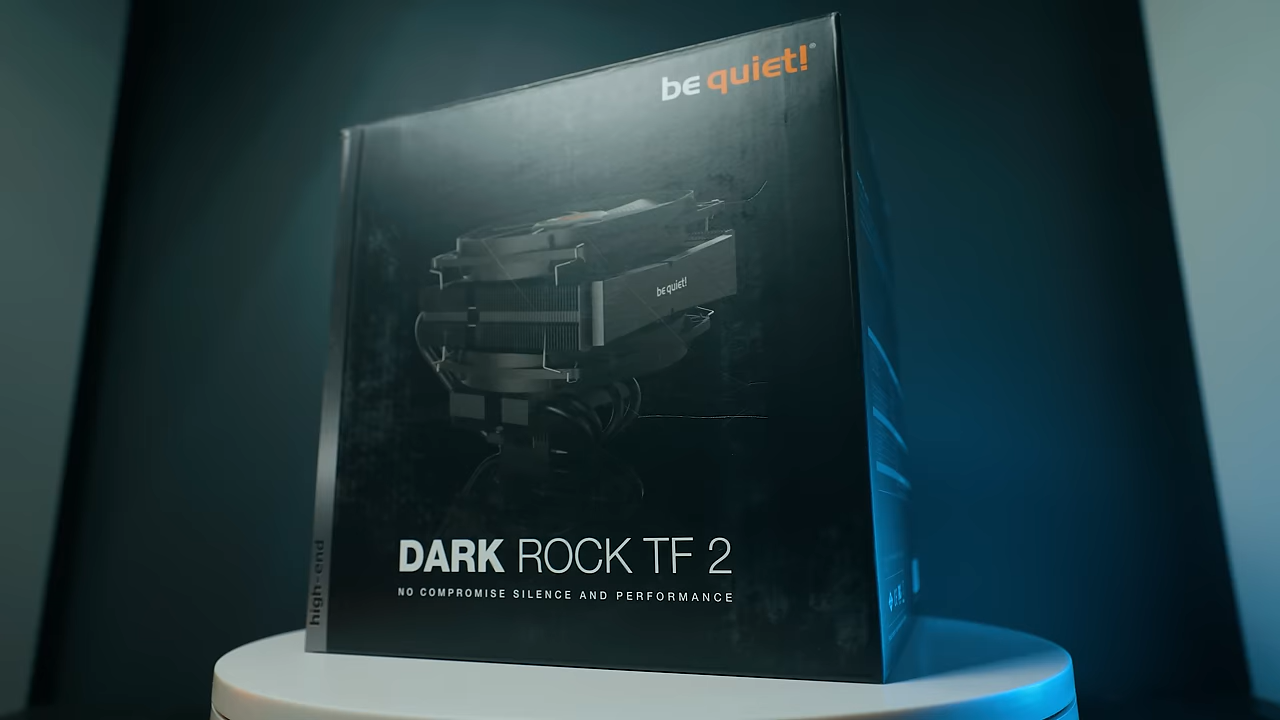 be quiet!®
be quiet!
DARK ROCK TF 2
NO COMPROMISE SILENCE AND PERFORMANCE
high-end